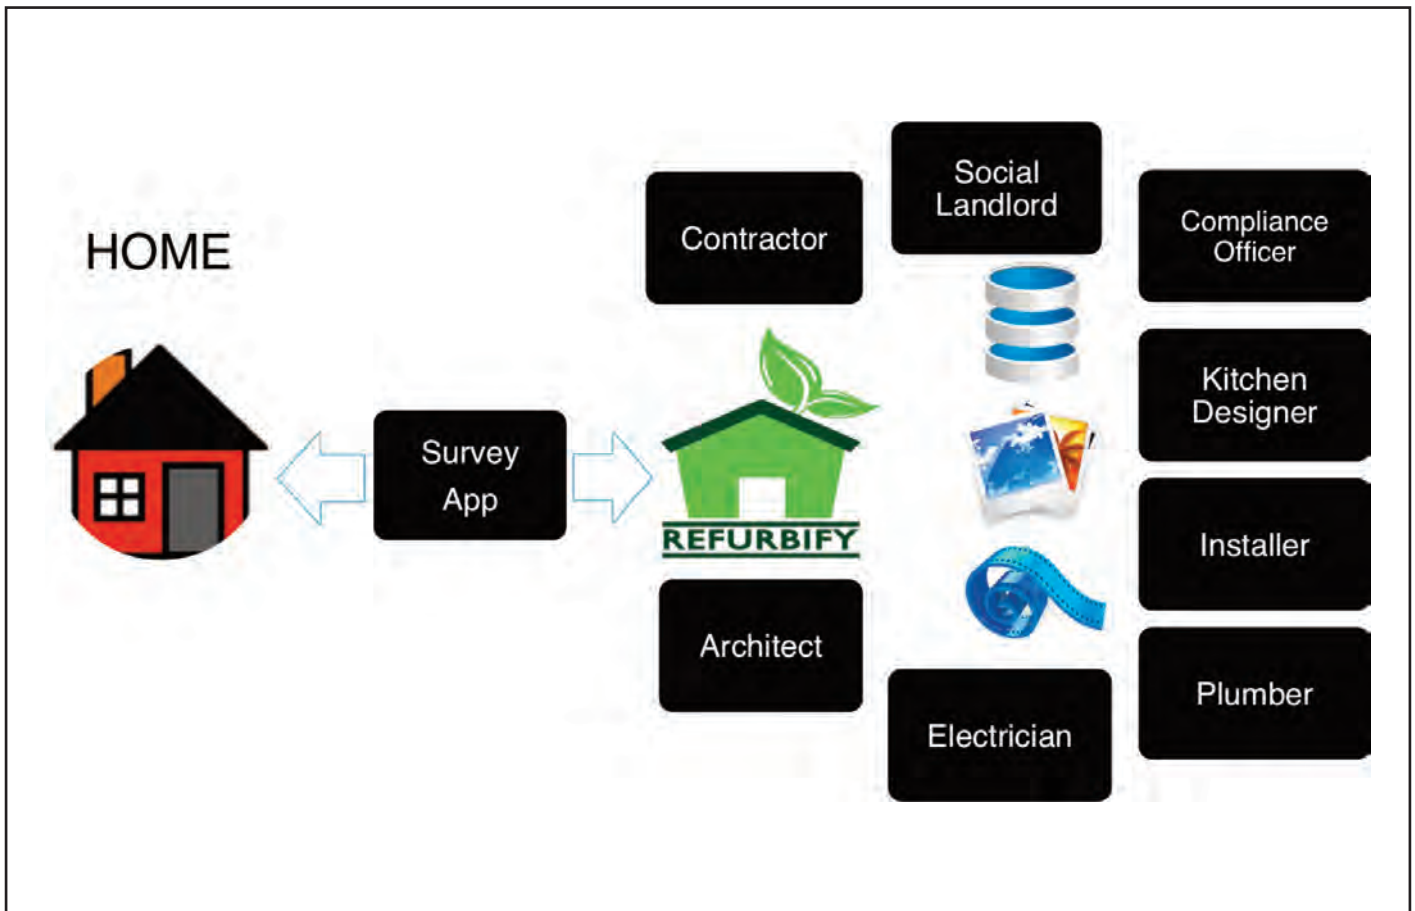 HOME
Survey
App
Contractor
REFURBIFY
Architect
Social
Landlord
Electrician
Compliance
Officer
Kitchen
Designer
Installer
Plumber